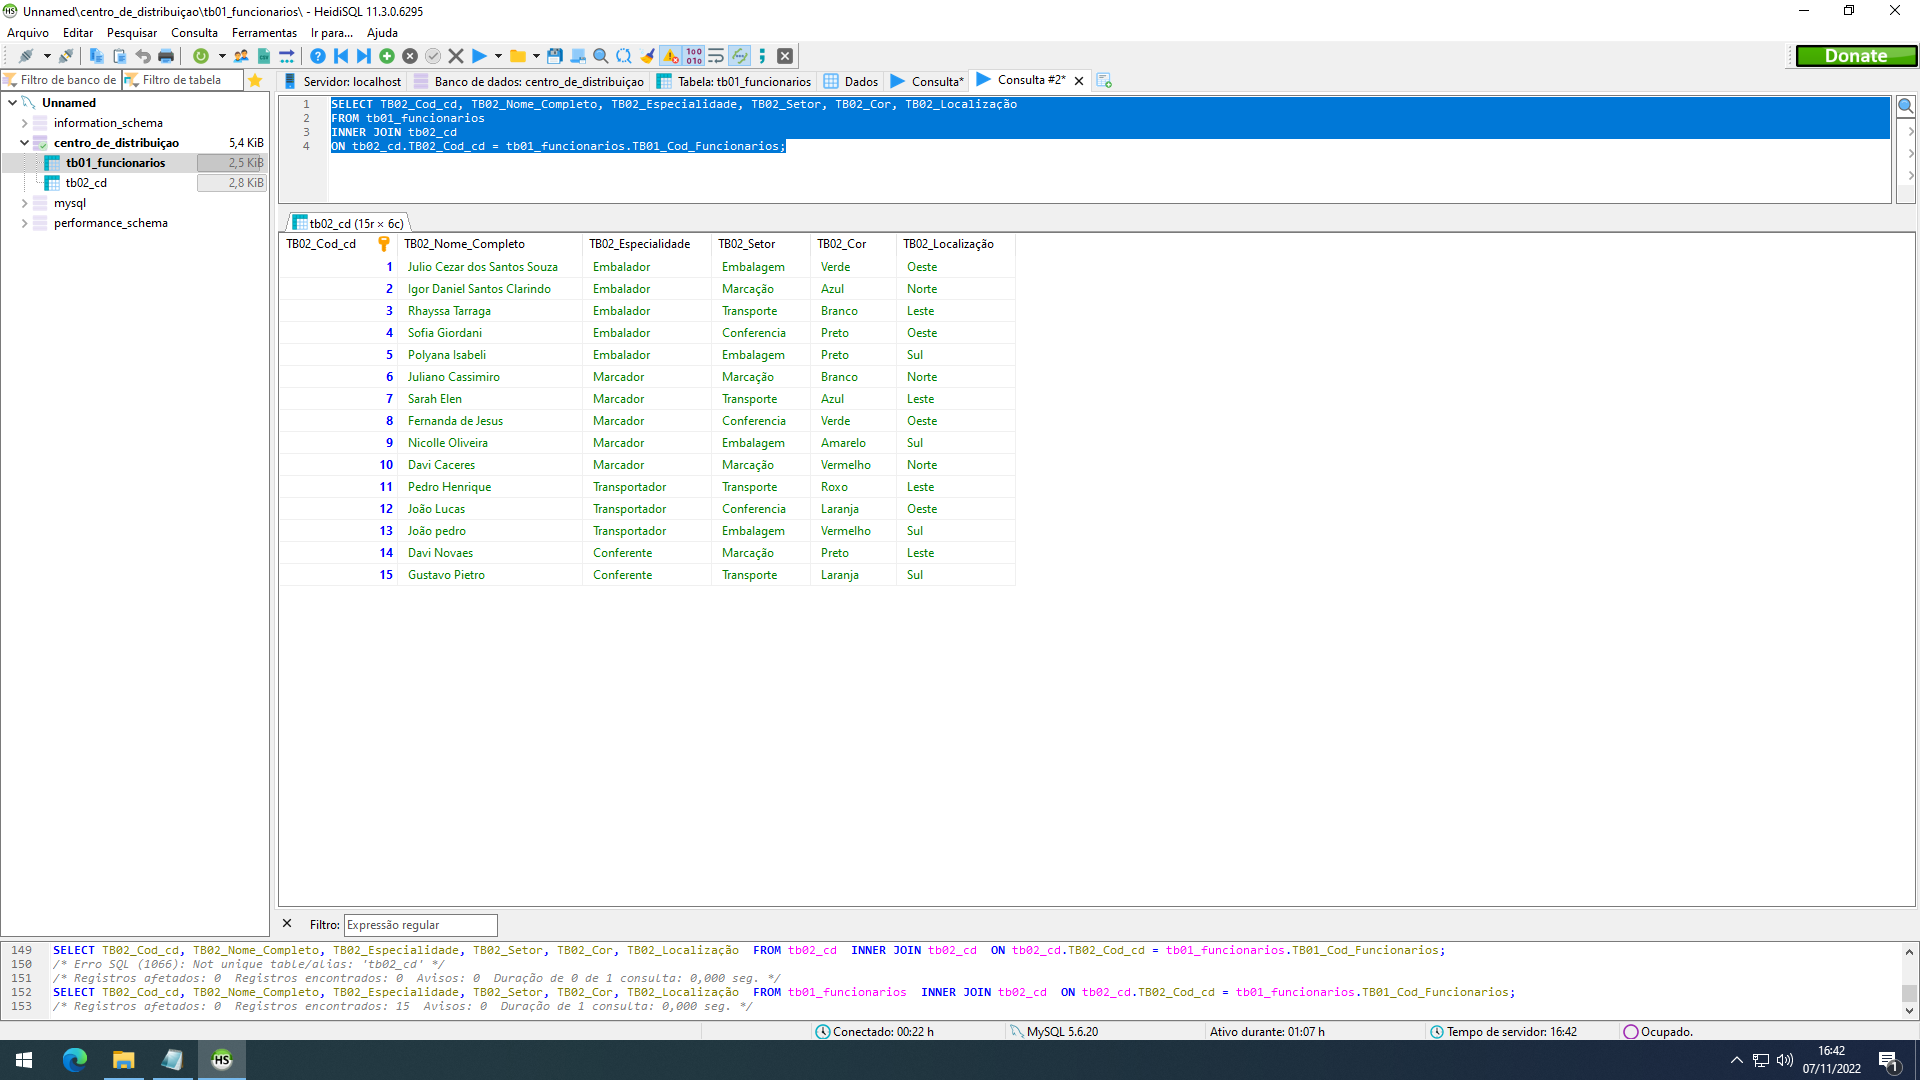 Unnamed\centro_de_distribuiçao\tb01_funcionarios\ - HeidiSQL 11.3.0.6295
Arquivo Editar Pesquisar Consulta Ferramentas Ir para... Ajuda
Donate
Filtro de banco de Filtro de tabela
Servidor: localhost Banco de dados: centro_de_distribuiçao Tabela: tb01_funcionarios Dados Consulta* Consulta #2*
Unnamed
information_schema
centro_de_distribuiçao 5,4 KiB
tb01_funcionarios 2,5 KiB
tb02_cd 2,8 KiB
mysql
performance_schema
1 SELECT TB02_Cod_cd, TB02_Nome_Completo, TB02_Especialidade, TB02_Setor, TB02_Cor, TB02_Localização
2 FROM tb01_funcionarios
3 INNER JOIN tb02_cd
4 ON tb02_cd.TB02_Cod_cd = tb01_funcionarios.TB01_Cod_Funcionarios;
tb02_cd (15r × 6c)
TB02_Cod_cd TB02_Nome_Completo TB02_Especialidade TB02_Setor TB02_Cor TB02_Localização
1 Julio Cezar dos Santos Souza Embalador Embalagem Verde Oeste
2 Igor Daniel Santos Clarindo Embalador Marcação Azul Norte
3 Rhayssa Tarraga Embalador Transporte Branco Leste
4 Sofia Giordani Embalador Conferencia Preto Oeste
5 Polyana Isabeli Embalador Embalagem Preto Sul
6 Juliano Cassimiro Marcador Marcação Branco Norte
7 Sarah Elen Marcador Transporte Azul Leste
8 Fernanda de Jesus Marcador Conferencia Verde Oeste
9 Nicolle Oliveira Marcador Embalagem Amarelo Sul
10 Davi Caceres Marcador Marcação Vermelho Norte
11 Pedro Henrique Transportador Transporte Roxo Leste
12 João Lucas Transportador Conferencia Laranja Oeste
13 João pedro Transportador Embalagem Vermelho Sul
14 Davi Novaes Conferente Marcação Preto Leste
15 Gustavo Pietro Conferente Transporte Laranja Sul
Filtro: Expressão regular
149 SELECT TB02_Cod_cd, TB02_Nome_Completo, TB02_Especialidade, TB02_Setor, TB02_Cor, TB02_Localização FROM tb02_cd INNER JOIN tb02_cd ON tb02_cd.TB02_Cod_cd = tb01_funcionarios.TB01_Cod_Funcionarios;
150 /* Erro SQL (1066): Not unique table/alias: 'tb02_cd' */
151 /* Registros afetados: 0 Registros encontrados: 0 Avisos: 0 Duração de 0 de 1 consulta: 0,000 seg. */
152 SELECT TB02_Cod_cd, TB02_Nome_Completo, TB02_Especialidade, TB02_Setor, TB02_Cor, TB02_Localização FROM tb01_funcionarios INNER JOIN tb02_cd ON tb02_cd.TB02_Cod_cd = tb01_funcionarios.TB01_Cod_Funcionarios;
153 /* Registros afetados: 0 Registros encontrados: 15 Avisos: 0 Duração de 1 consulta: 0,000 seg. */
Conectado: 00:22 h MySQL 5.6.20 Ativo durante: 01:07 h Tempo de servidor: 16:42 Ocupado.
HS
16:42
07/11/2022
1